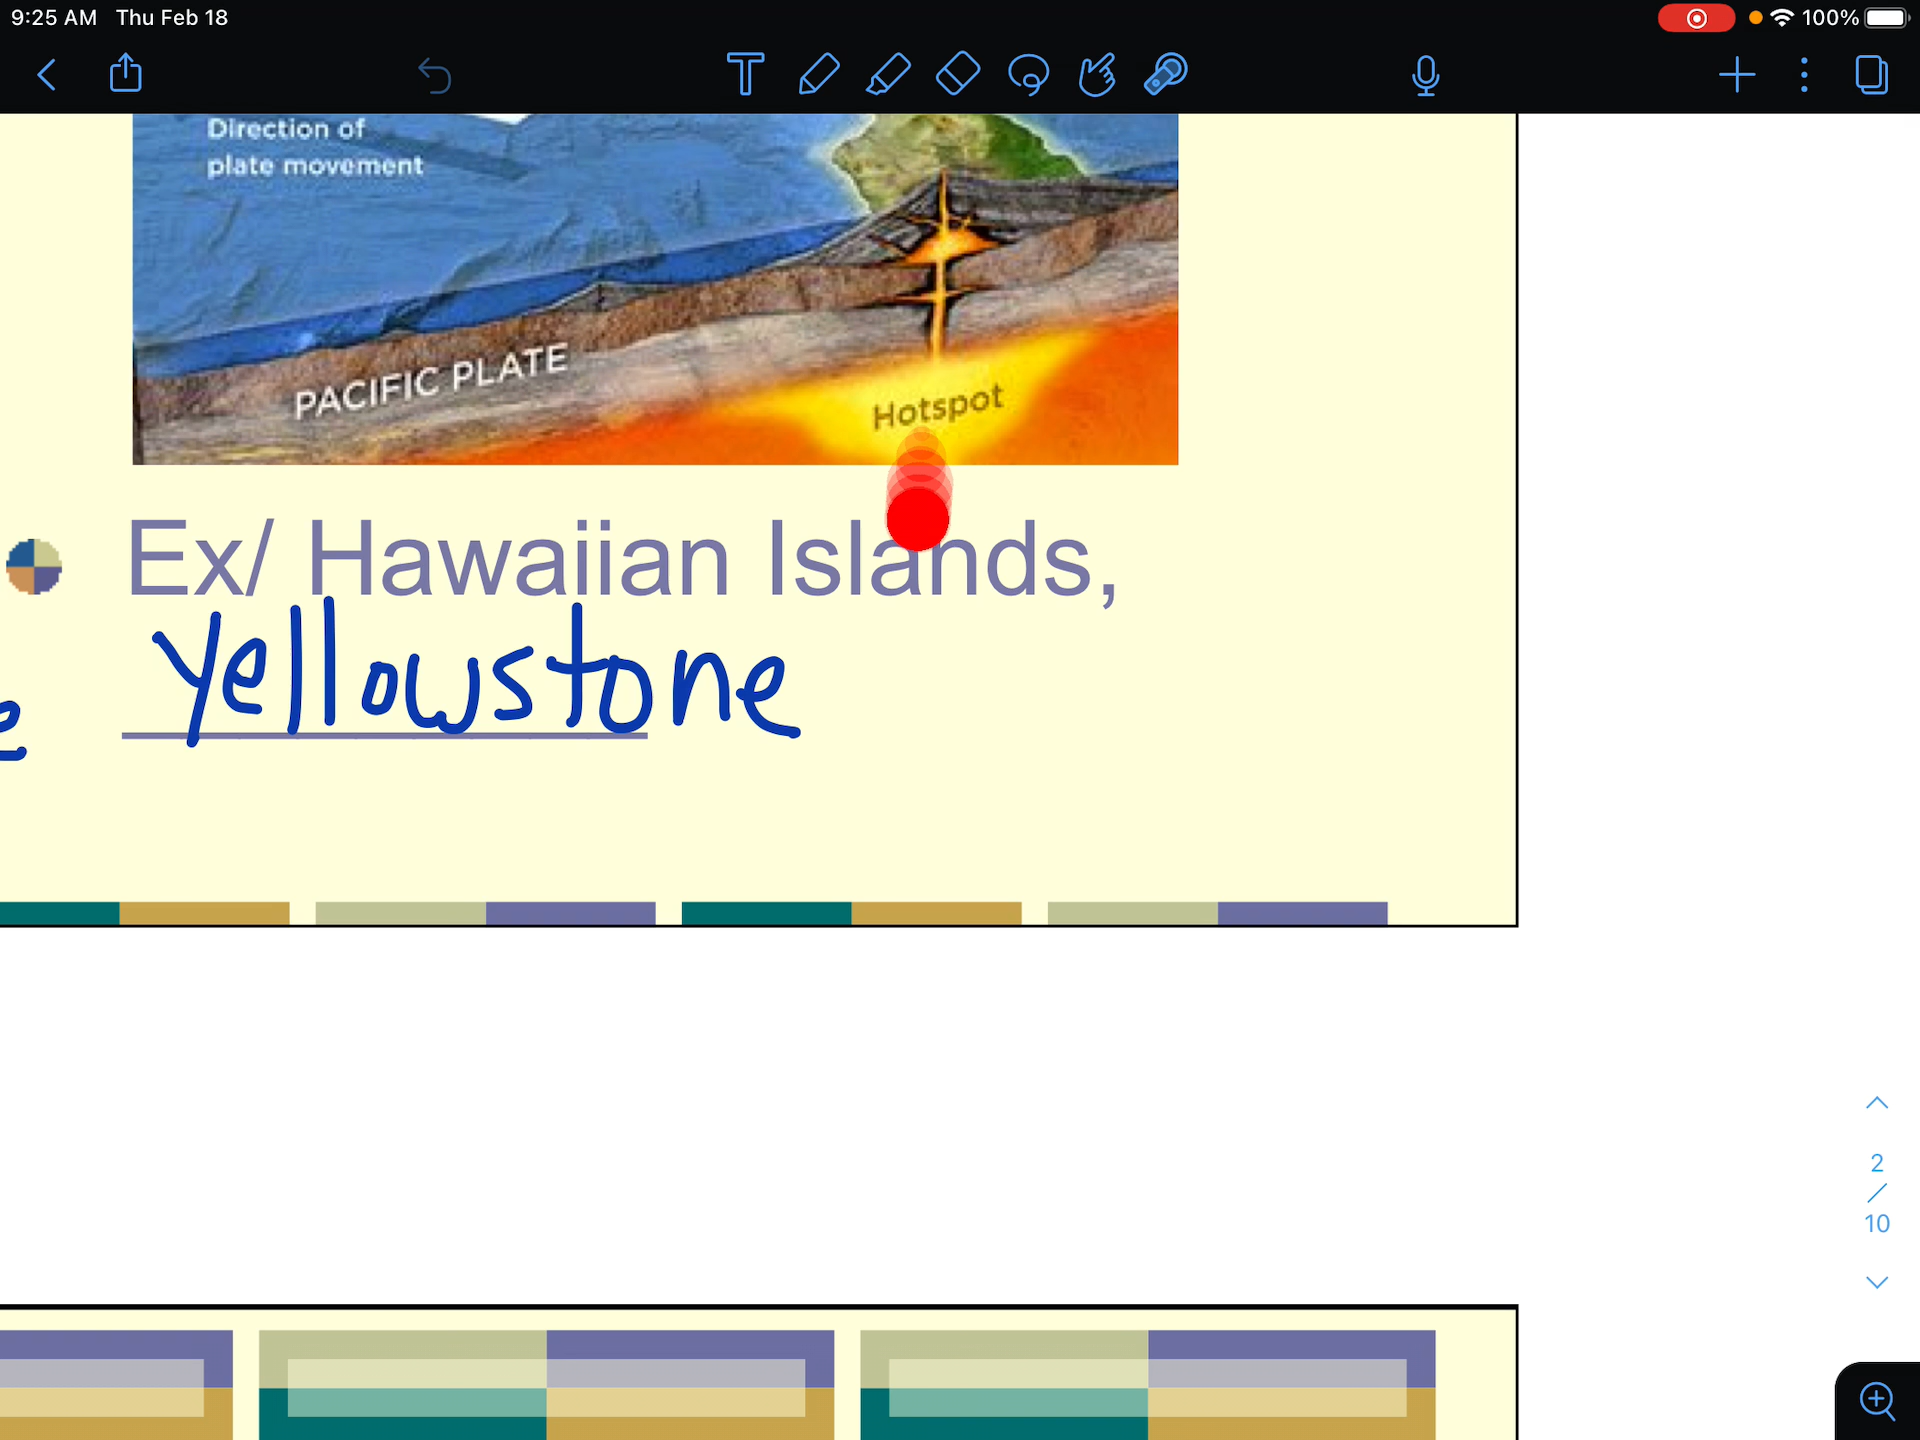 9:25 AM Thu Feb 18
100%
Direction of
plate movement
PACIFIC PLATE
Hotspot
Ex/ Hawaiian Islands,
yellowstone
e
2
/
10